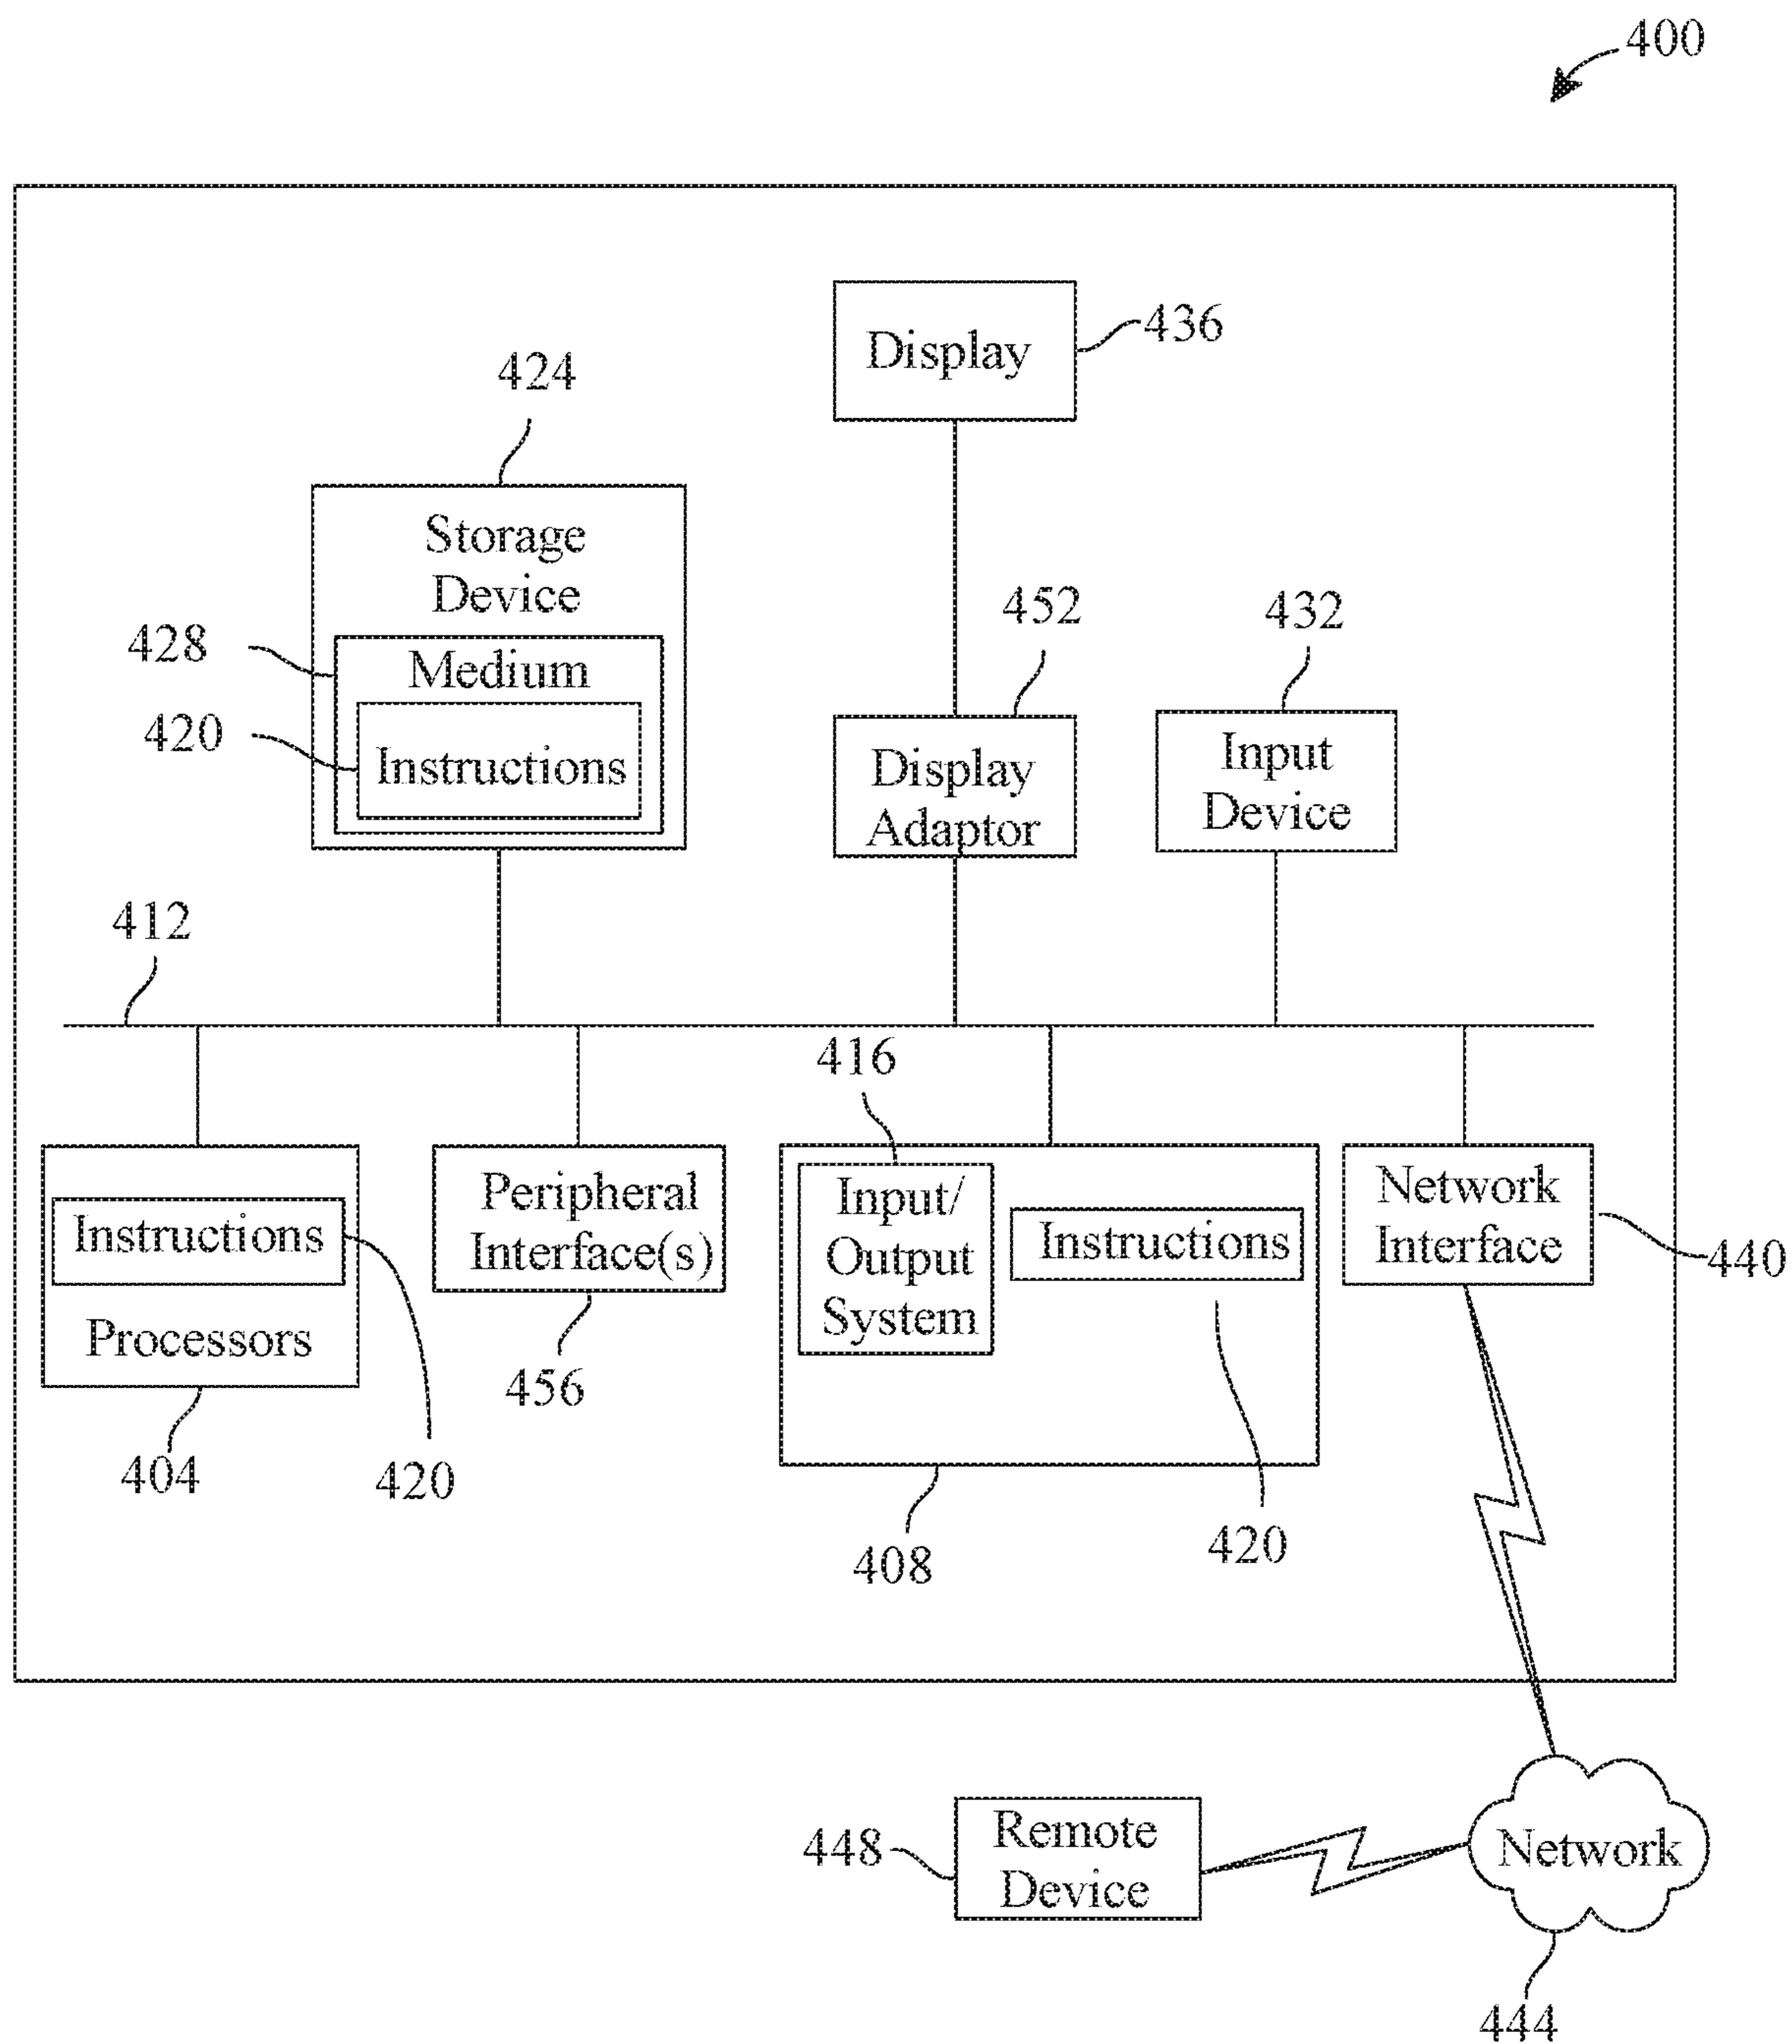 400
Display
436
424
Storage
Device
452
432
428
Medium
420
Instructions
Display
Adaptor
Input
Device
412
416
Instructions
Processors
Peripheral
Interface(s)
Input/
Output
System
Instructions
Network
Interface
440
456
404
420
408
420
448
Remote
Device
Network
444